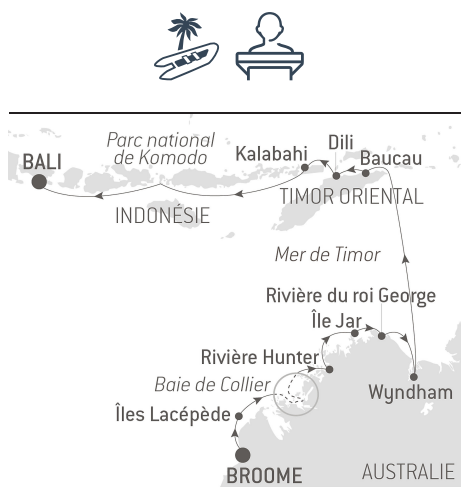 Parc national
de Komodo
BALI
Kalabahi
Dili
Baucau
INDONÉSIE
TIMOR ORIENTAL
Mer de Timor
Rivière du roi George
Île Jar
Rivière Hunter
Baie de Collier
Wyndham
Îles Lacépède
BROOME
AUSTRALIE